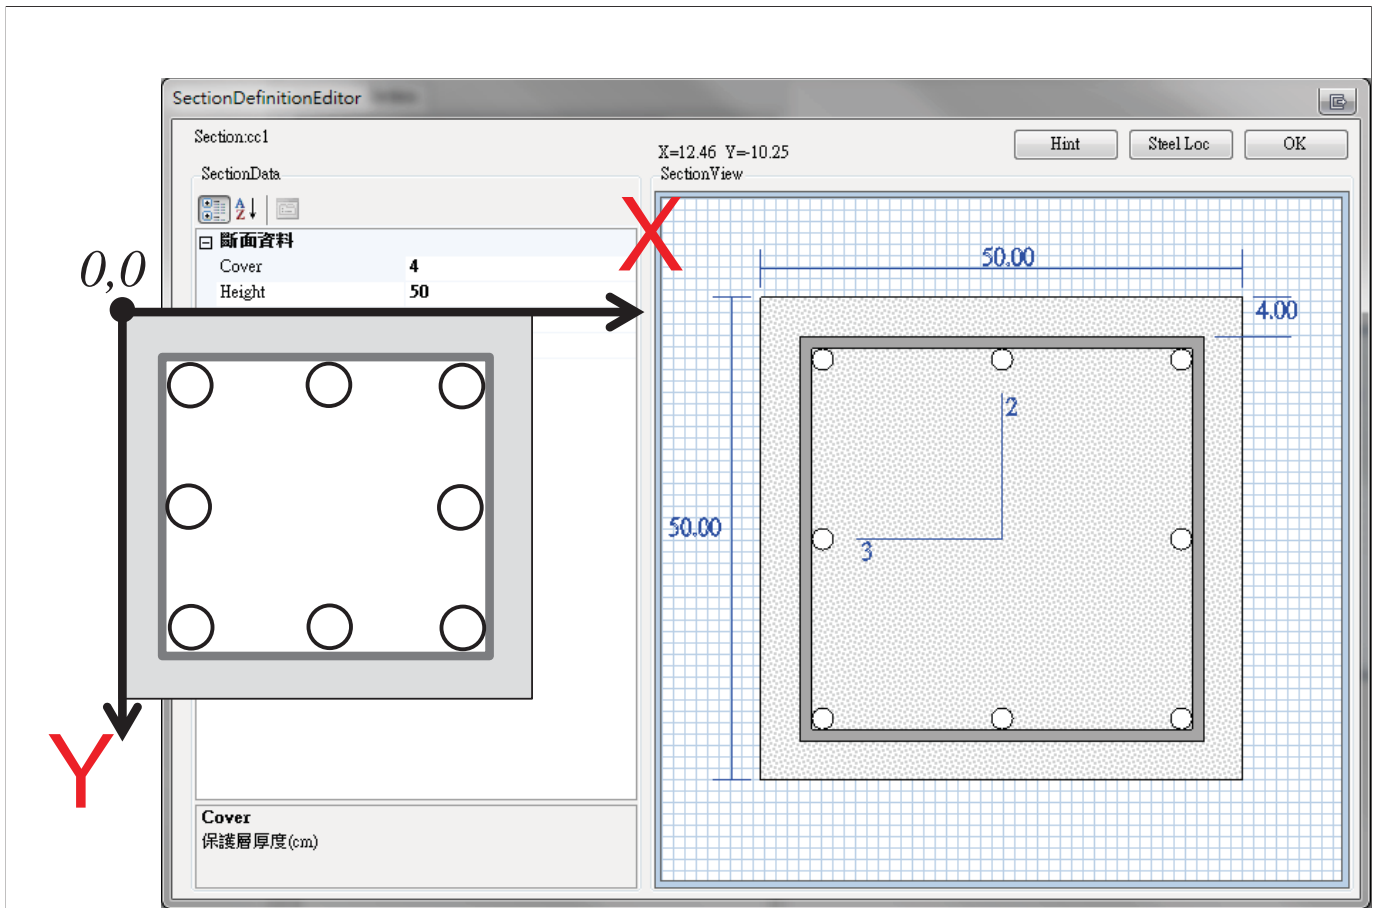 SectionDefinitionEditor
Section:cc1
X=12.46 Y=-10.25
Hint
Steel Loc
OK
SectionData
SectionView
斷面資料
Cover 4
Height 50
0,0
X
Y
50.00
4.00
2
50.00
3
Cover
保護層厚度(cm)